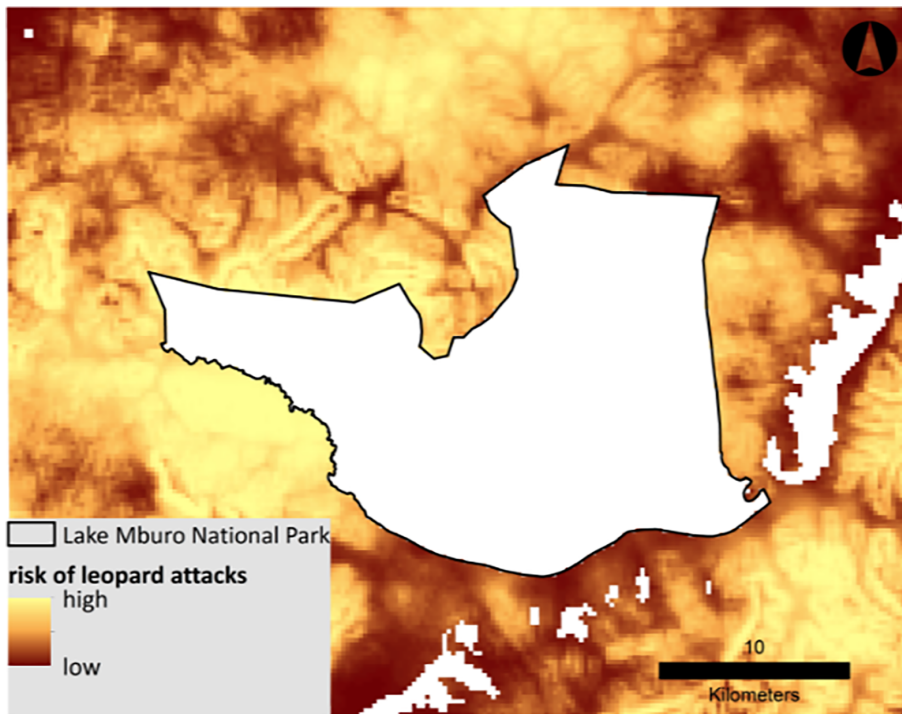 Lake Mburo National Park
risk of leopard attacks
high
low
10
Kilometers